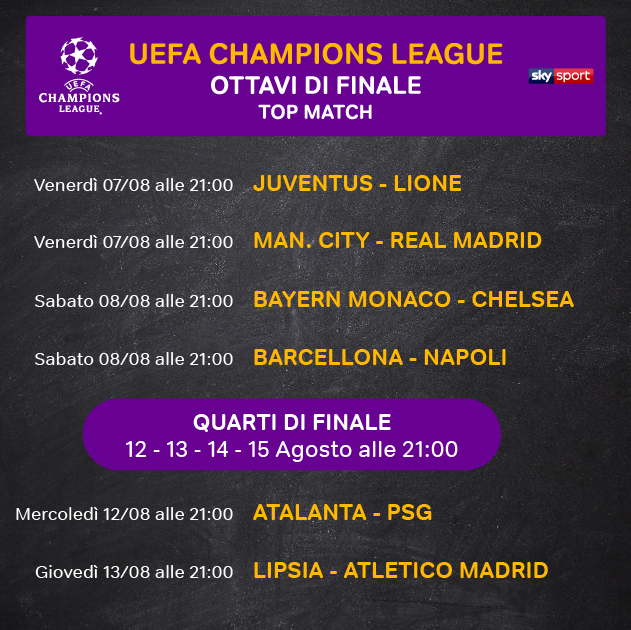 UEFA CHAMPIONS LEAGUE
OTTAVI DI FINALE
TOP MATCH
UEFA
CHAMPIONS
LEAGUE
sky sport
Venerdì 07/08 alle 21:00 JUVENTUS - LIONE
Venerdì 07/08 alle 21:00 MAN. CITY - REAL MADRID
Sabato 08/08 alle 21:00 BAYERN MONACO - CHELSEA
Sabato 08/08 alle 21:00 BARCELLONA - NAPOLI
QUARTI DI FINALE
12 - 13 - 14 - 15 Agosto alle 21:00
Mercoledì 12/08 alle 21:00 ATALANTA - PSG
Giovedì 13/08 alle 21:00 LIPSIA - ATLETICO MADRID